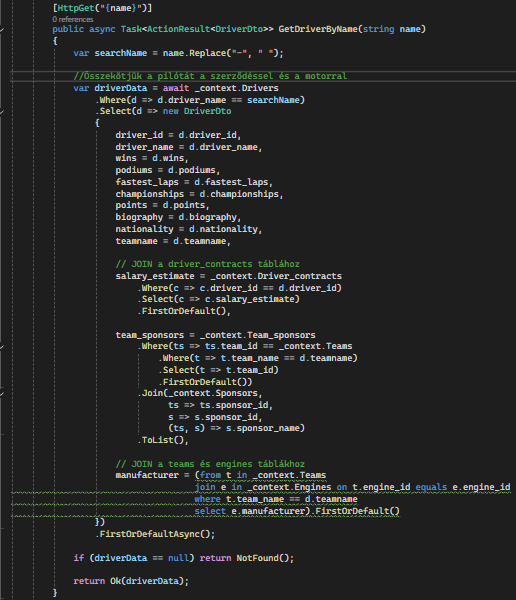 [HttpGet("{name}")]
0 references
public async Task<ActionResult<DriverDto>> GetDriverByName(string name)
{
var searchName = name.Replace("-", " ");
//Összekötjük a pilótát a szerződéssel és a motorral
var driverData = await _context.Drivers
.Where(d => d.driver_name == searchName)
.Select(d => new DriverDto
{
driver_id = d.driver_id,
driver_name = d.driver_name,
wins = d.wins,
podiums = d.podiums,
fastest_laps = d.fastest_laps,
championships = d.championships,
points = d.points,
biography = d.biography,
nationality = d.nationality,
teamname = d.teamname,
// JOIN a driver_contracts táblához
salary_estimate = _context.Driver_contracts
.Where(c => c.driver_id == d.driver_id)
.Select(c => c.salary_estimate)
.FirstOrDefault(),
team_sponsors = _context.Team_sponsors
.Where(ts => ts.team_id == _context.Teams
.Where(t => t.team_name == d.teamname)
.Select(t => t.team_id)
.FirstOrDefault())
.Join(_context.Sponsors,
ts => ts.sponsor_id,
s => s.sponsor_id,
(ts, s) => s.sponsor_name)
.ToList(),
// JOIN a teams és engines táblákhoz
manufacturer = (from t in _context.Teams
join e in _context.Engines on t.engine_id equals e.engine_id
where t.team_name == d.teamname
select e.manufacturer).FirstOrDefault()
})
.FirstOrDefaultAsync();
if (driverData == null) return NotFound();
return Ok(driverData);
}